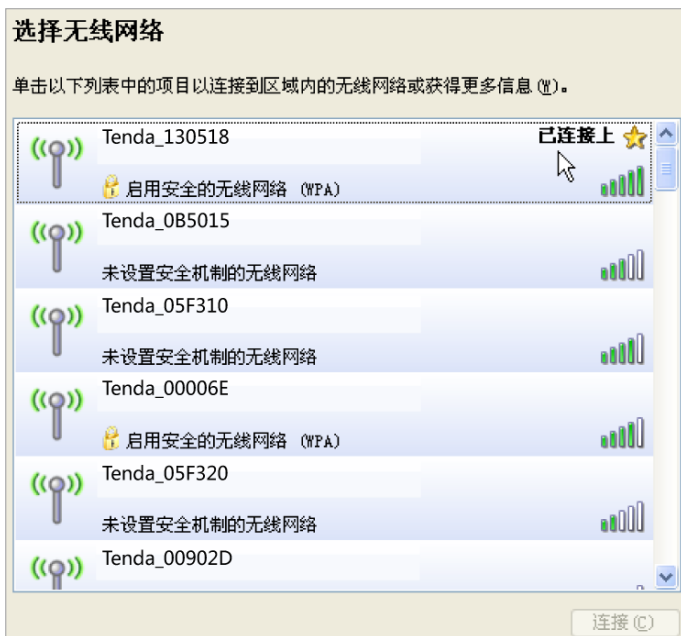 选择无线网络
单击以下列表中的项目以连接到区域内的无线网络或获得更多信息(W)。
Tenda_130518 已连接上
启用安全的无线网络 (WPA)
Tenda_0B5015
未设置安全机制的无线网络
Tenda_05F310
未设置安全机制的无线网络
Tenda_00006E
启用安全的无线网络 (WPA)
Tenda_05F320
未设置安全机制的无线网络
Tenda_00902D
连接(C)